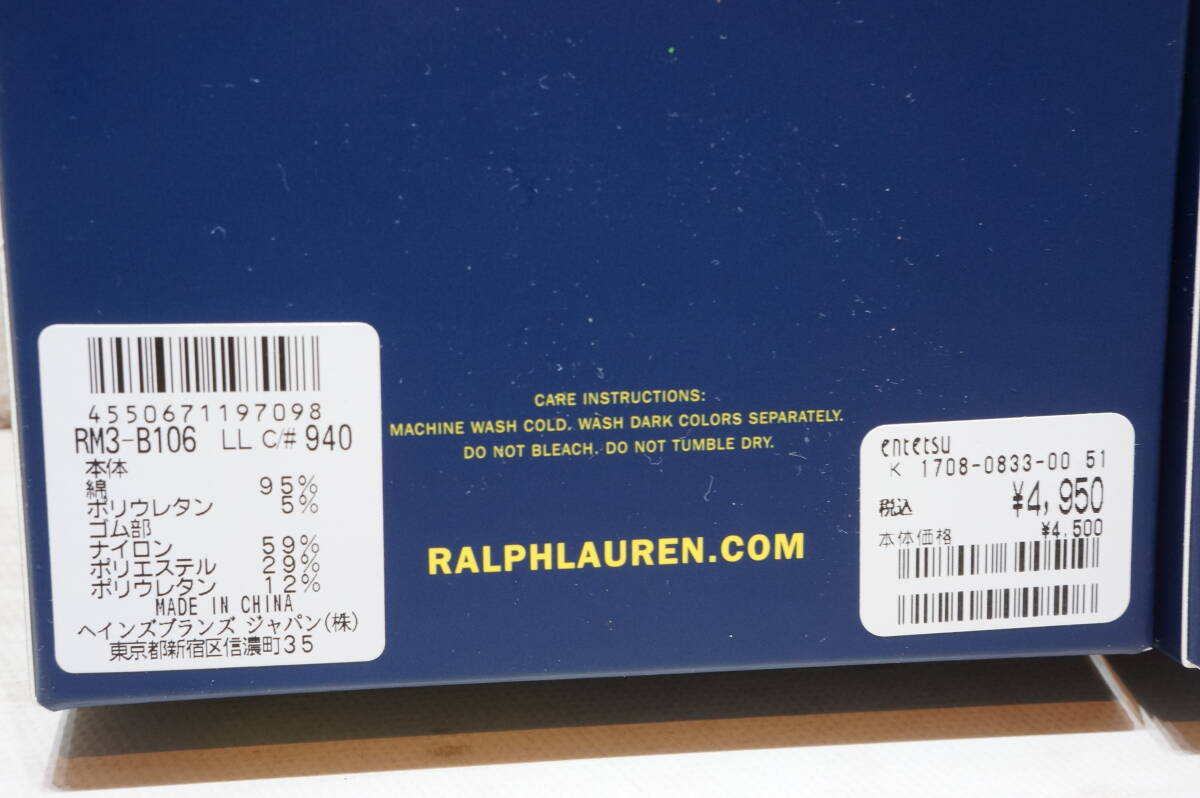 4550671197098
RM3-B106 LL C/# 940
本体
綿 95%
ポリウレタン 5%
ゴム部
ナイロン 59%
ポリエステル 29%
ポリウレタン 12%
MADE IN CHINA
ヘインズブランズ ジャパン(株)
東京都新宿区信濃町35
CARE INSTRUCTIONS:
MACHINE WASH COLD. WASH DARK COLORS SEPARATELY.
DO NOT BLEACH. DO NOT TUMBLE DRY.
RALPHLAUREN.COM
entetsu
K 1708-0833-00 51
税込 ¥4,950
本体価格 ¥4,500